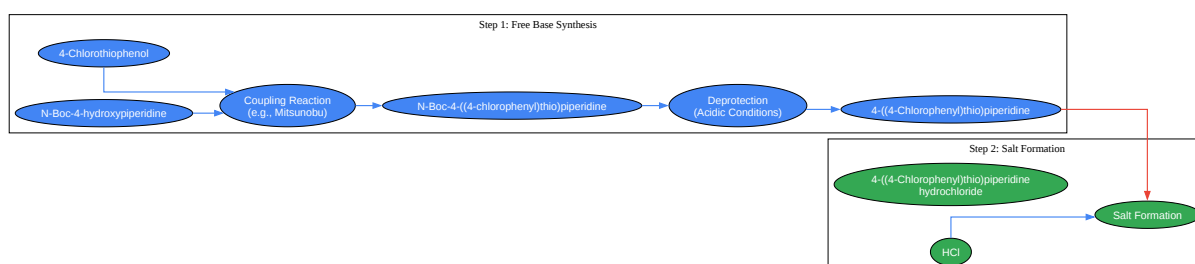 Step 1: Free Base Synthesis
4-Chlorothiophenol
N-Boc-4-hydroxypiperidine
Coupling Reaction
(e.g., Mitsunobu)
N-Boc-4-((4-chlorophenyl)thio)piperidine
Deprotection
(Acidic Conditions)
4-((4-Chlorophenyl)thio)piperidine
Step 2: Salt Formation
4-((4-Chlorophenyl)thio)piperidine
hydrochloride
Salt Formation
HCl